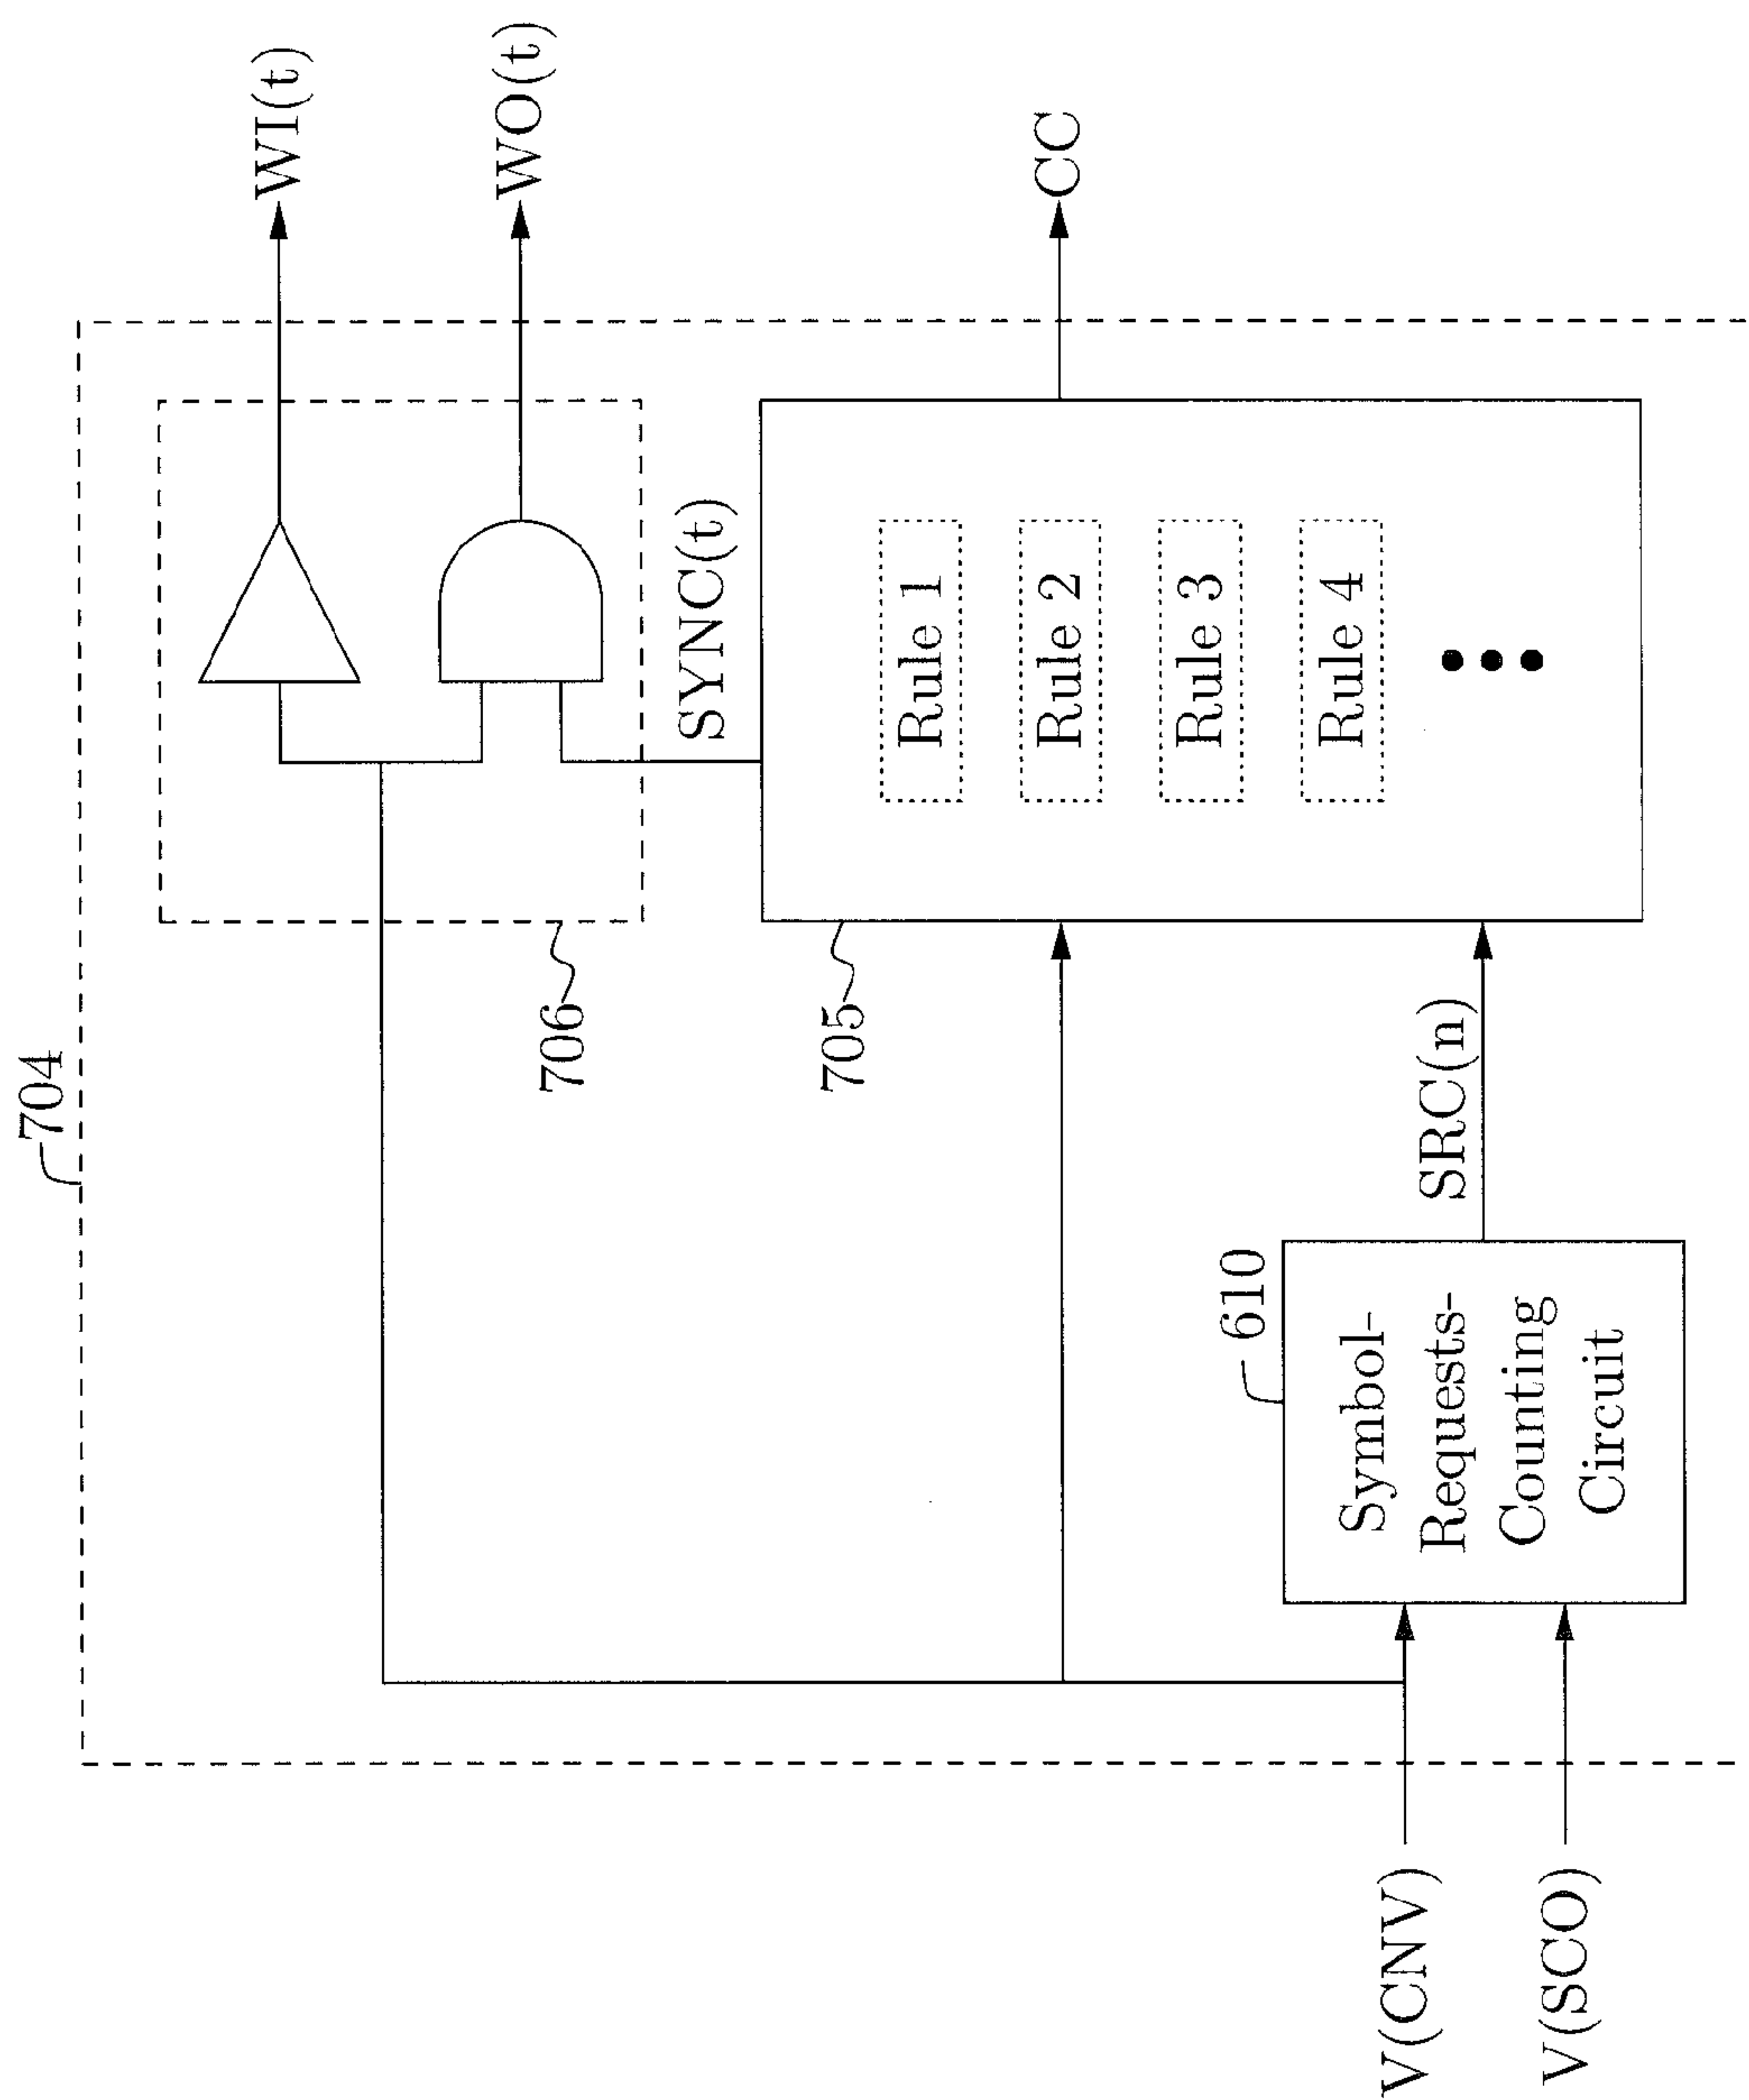 704
WI(t)
WO(t)
706
SYNC(t)
705
Rule 1
Rule 2
Rule 3
Rule 4
CC
610
Symbol-
Requests-
Counting
Circuit
SRC(n)
V(CNV)
V(SCO)